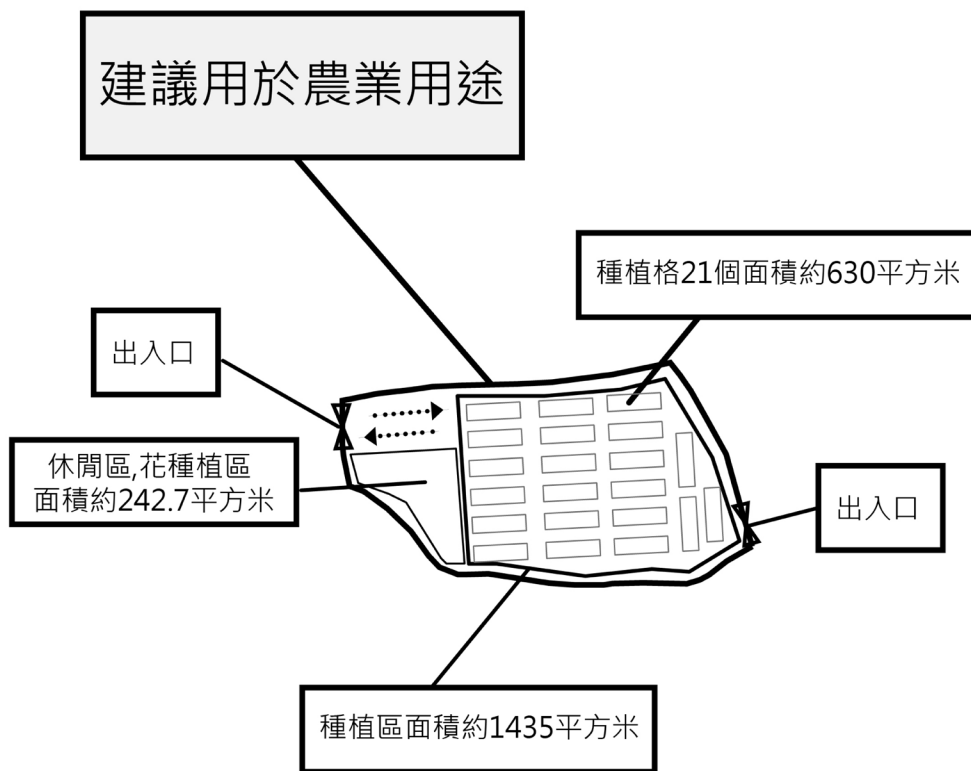 建議用於農業用途
種植格21個面積約630平方米
出入口
休閒區,花種植區
面積約242.7平方米
出入口
種植區面積約1435平方米